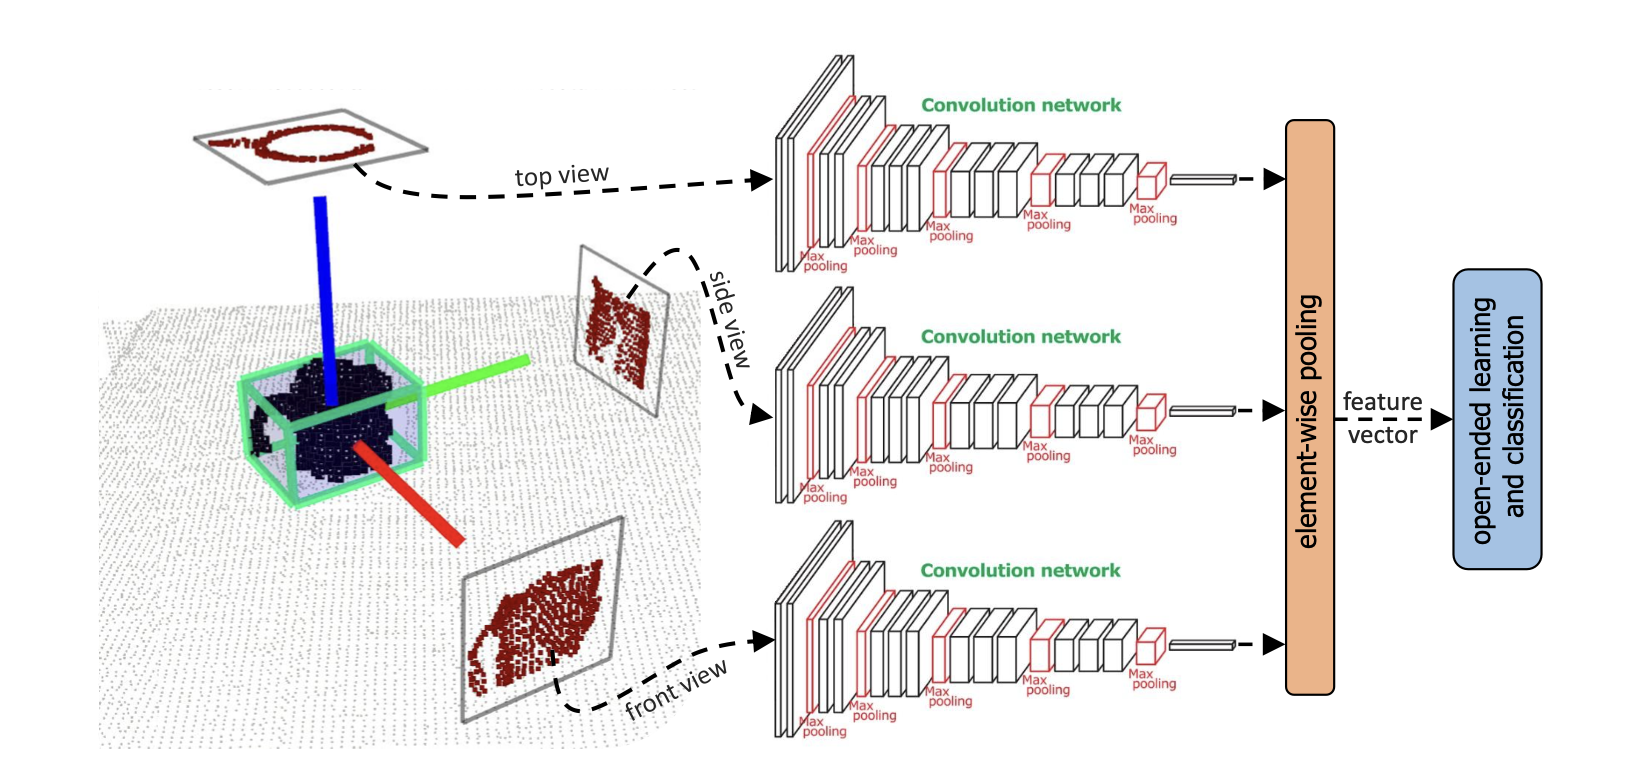 top view
Convolution network
Max
pooling
Max
pooling
Max
pooling
Max
pooling
Max
pooling
side view
Convolution network
Max
pooling
Max
pooling
Max
pooling
Max
pooling
Max
pooling
front view
Convolution network
Max
pooling
Max
pooling
Max
pooling
Max
pooling
Max
pooling
element-wise pooling
feature
vector
open-ended learning
and classification